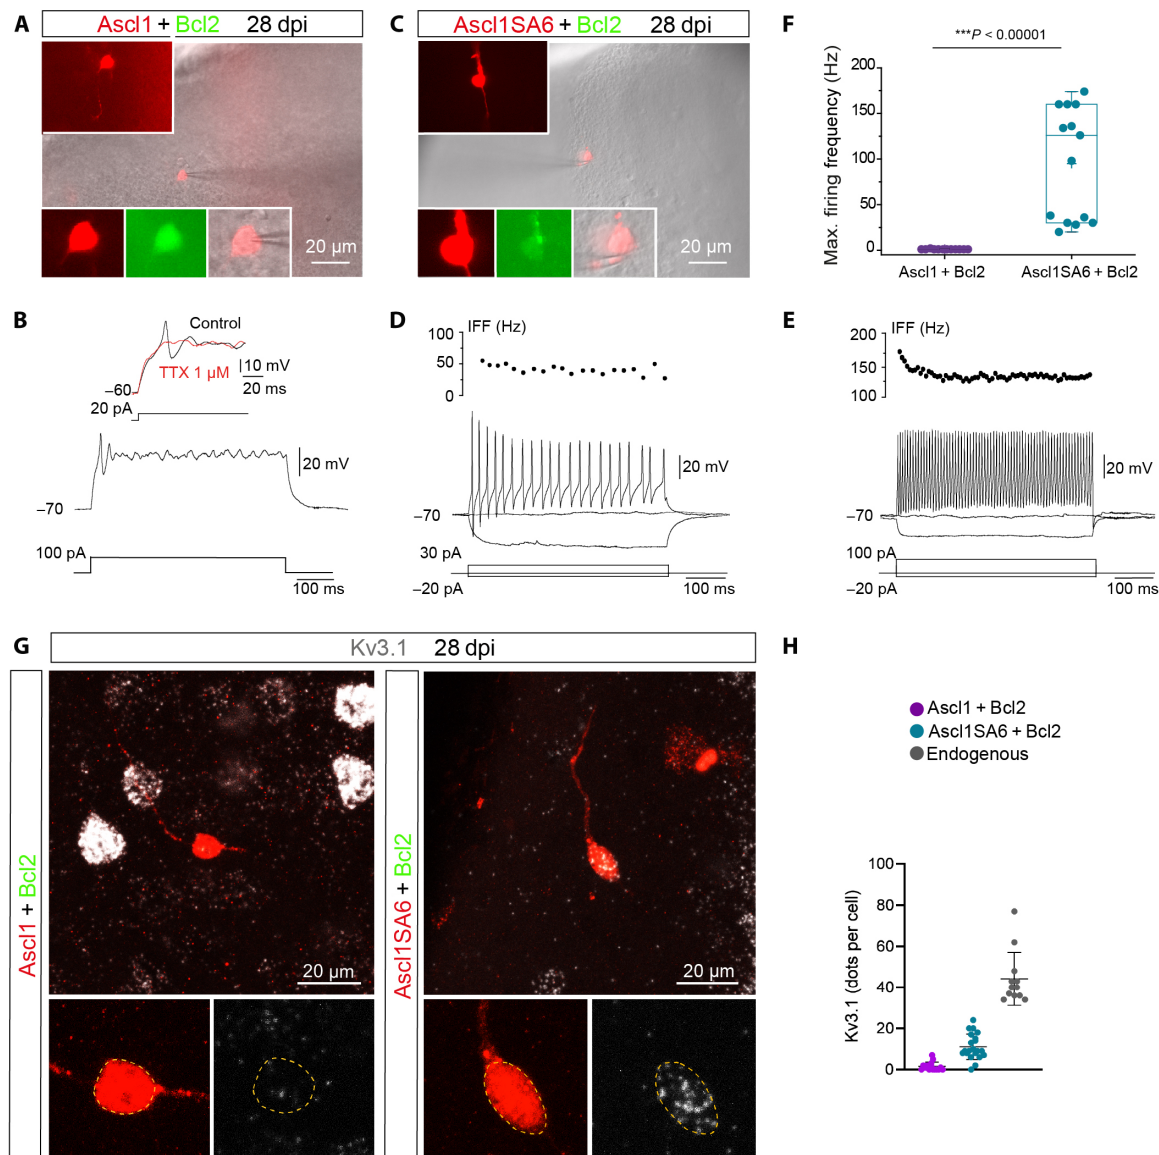 A
Ascl1 + Bcl2 28 dpi
20 µm
C
Ascl1SA6 + Bcl2 28 dpi
20 µm
F
***P < 0.00001
Max. firing frequency (Hz)
200
150
100
50
0
Ascl1 + Bcl2
Ascl1SA6 + Bcl2
B
Control
TTX 1 µM
10 mV
20 ms
–60
20 pA
20 mV
–70
100 pA
100 ms
D
IFF (Hz)
100
50
0
20 mV
–70
30 pA
–20 pA
100 ms
E
IFF (Hz)
200
150
100
20 mV
–70
100 pA
–20 pA
100 ms
G
Kv3.1 28 dpi
Ascl1 + Bcl2
20 µm
Ascl1SA6 + Bcl2
20 µm
H
Ascl1 + Bcl2
Ascl1SA6 + Bcl2
Endogenous
Kv3.1 (dots per cell)
100
80
60
40
20
0